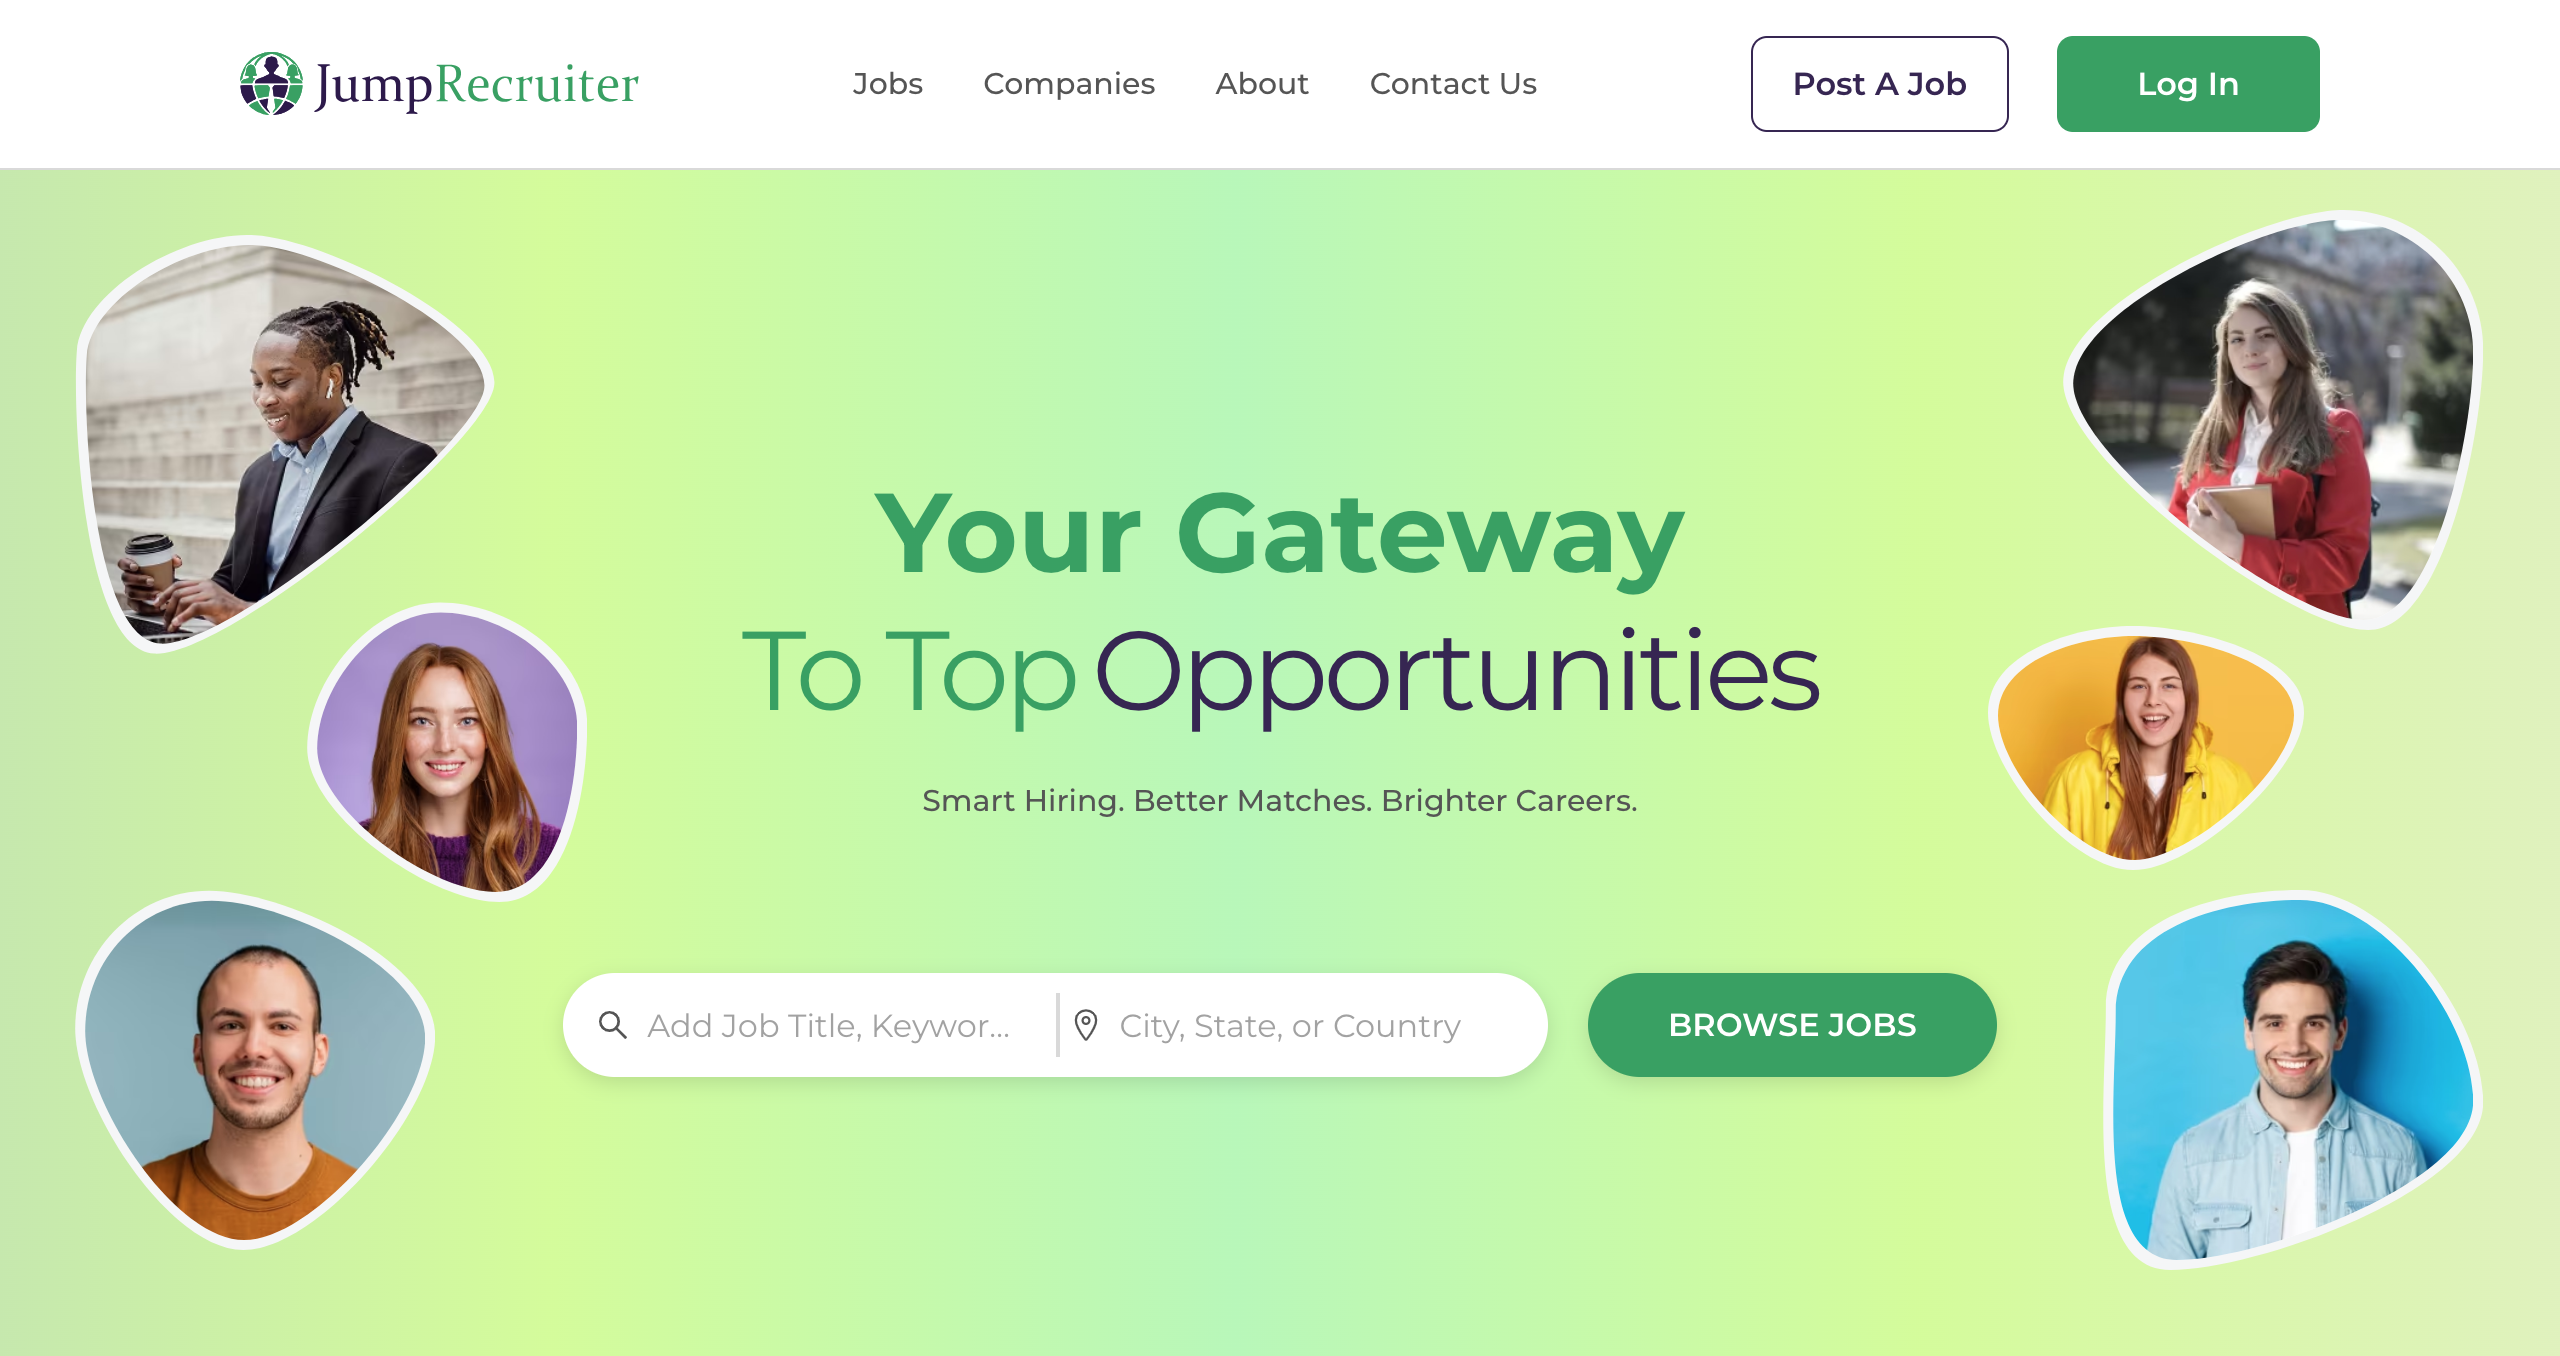 JumpRecruiter
Jobs Companies About Contact Us
Post A Job
Log In
Your Gateway
To Top Opportunities
Smart Hiring. Better Matches. Brighter Careers.
Add Job Title, Keywor...
City, State, or Country
BROWSE JOBS